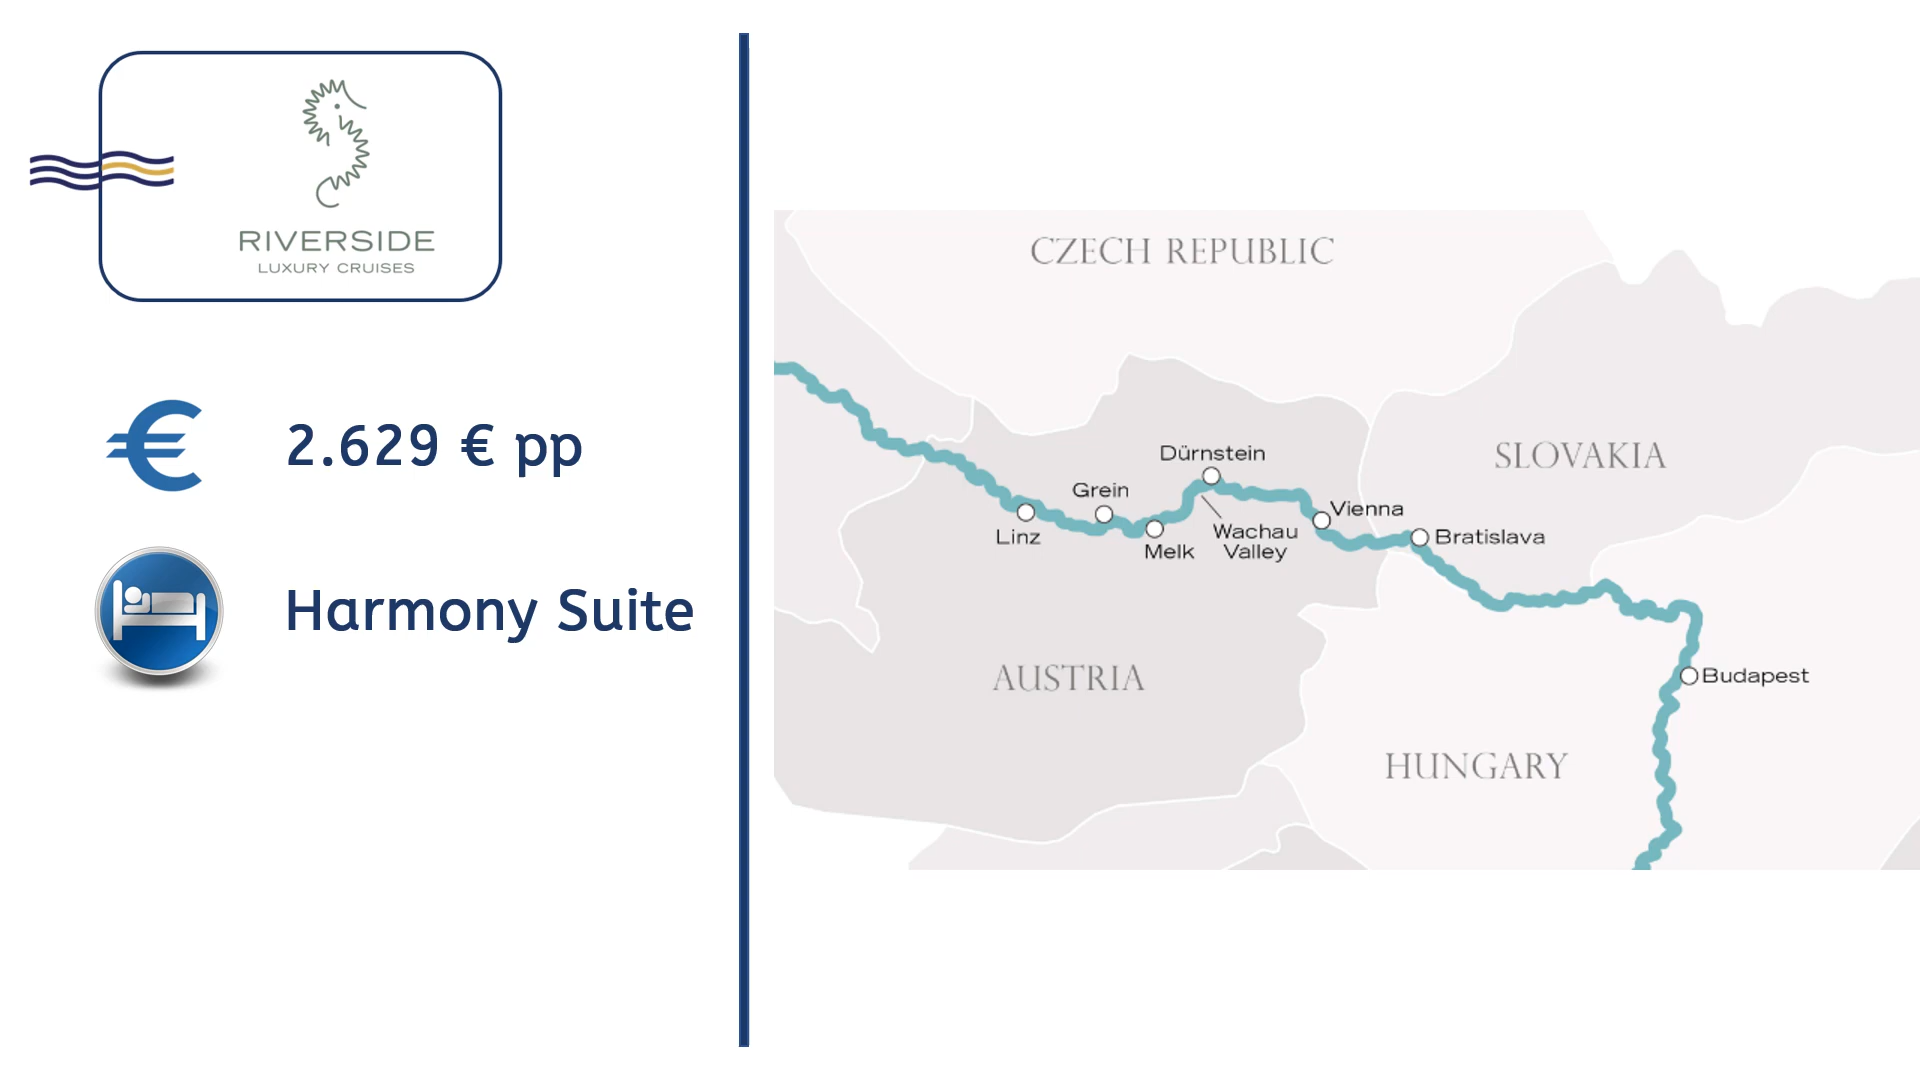 RIVERSIDE
LUXURY CRUISES
2.629 € pp
Harmony Suite
CZECH REPUBLIC
SLOVAKIA
Dürnstein
Grein
Vienna
Linz
Melk
Wachau
Valley
Bratislava
AUSTRIA
Budapest
HUNGARY